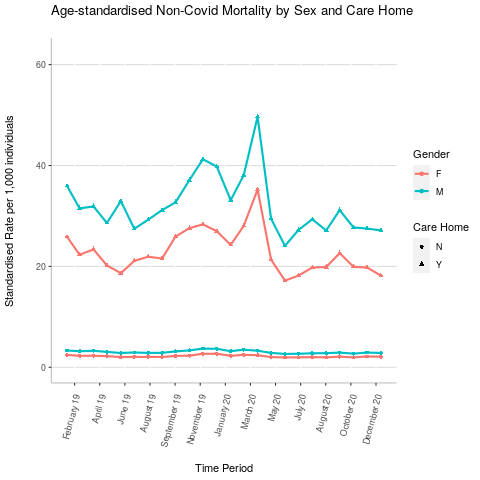 Age-standardised Non-Covid Mortality by Sex and Care Home
Standardised Rate per 1,000 individuals
60
40
20
0
February 19
April 19
June 19
August 19
September 19
November 19
January 20
March 20
May 20
July 20
August 20
October 20
December 20
Time Period
Gender
F
M
Care Home
N
Y